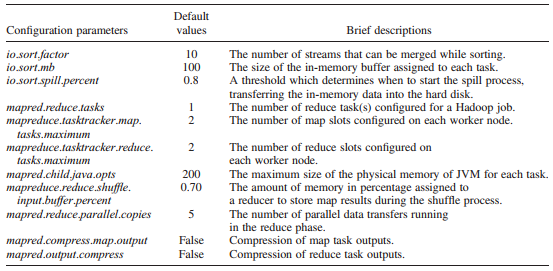 Default
Configuration parameters values Brief descriptions
io.sort.factor 10 The number of streams that can be merged while sorting.
io.sort.mb 100 The size of the in-memory buffer assigned to each task.
io.sort.spill.percent 0.8 A threshold which determines when to start the spill process,
transferring the in-memory data into the hard disk.
mapred.reduce.tasks 1 The number of reduce task(s) configured for a Hadoop job.
mapreduce.tasktracker.map. 2 The number of map slots configured on each worker node.
tasks.maximum
mapreduce.tasktracker.reduce. 2 The number of reduce slots configured on
tasks.maximum each worker node.
mapred.child.java.opts 200 The maximum size of the physical memory of JVM for each task.
mapreduce.reduce.shuffle. 0.70 The amount of memory in percentage assigned to
input.buffer.percent a reducer to store map results during the shuffle process.
mapred.reduce.parallel.copies 5 The number of parallel data transfers running
in the reduce phase.
mapred.compress.map.output False Compression of map task outputs.
mapred.output.compress False Compression of reduce task outputs.